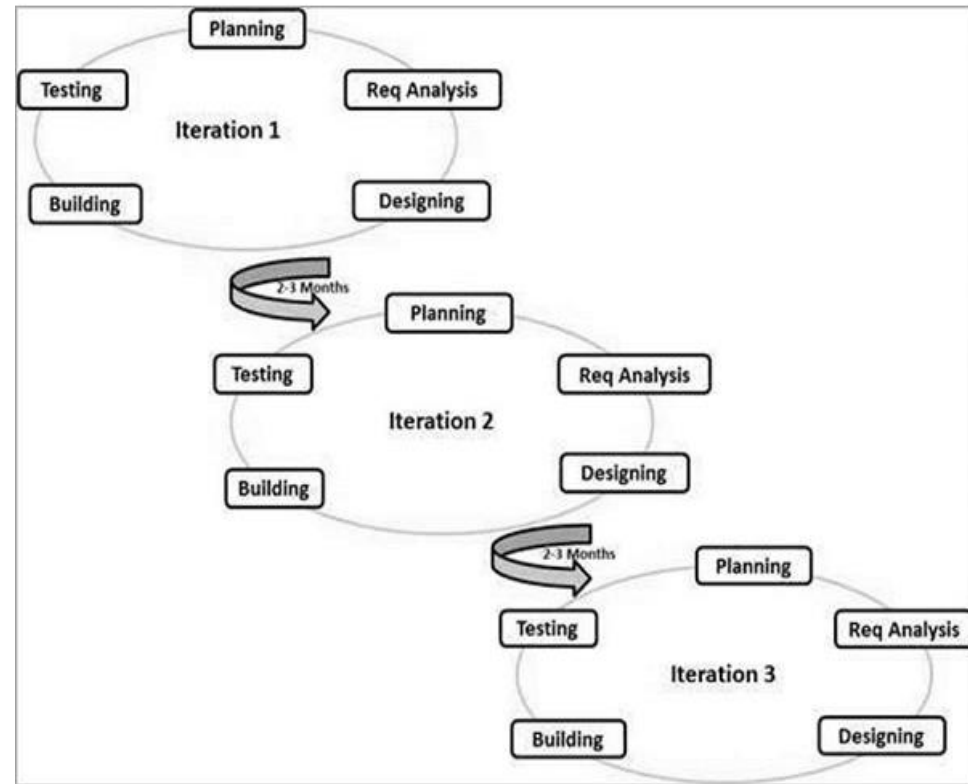 Planning
Testing
Req Analysis
Iteration 1
Building
Designing
2-3 Months
Planning
Testing
Req Analysis
Iteration 2
Building
Designing
2-3 Months
Planning
Testing
Req Analysis
Iteration 3
Building
Designing